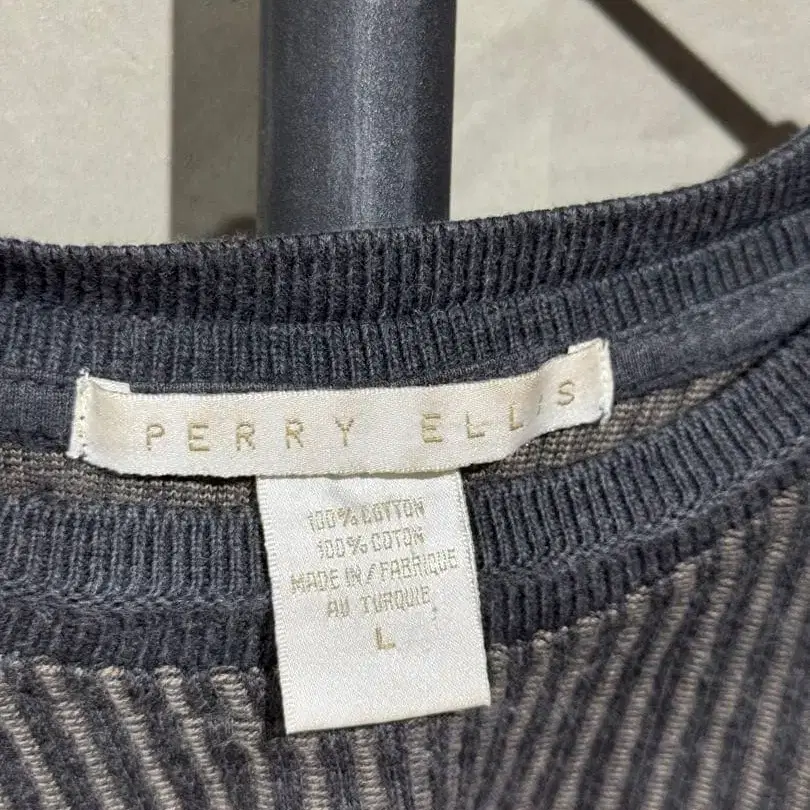 PERRY ELLIS
100% COTTON
100% COTON
MADE IN/FABRIQUE
AU TURQUIE
L